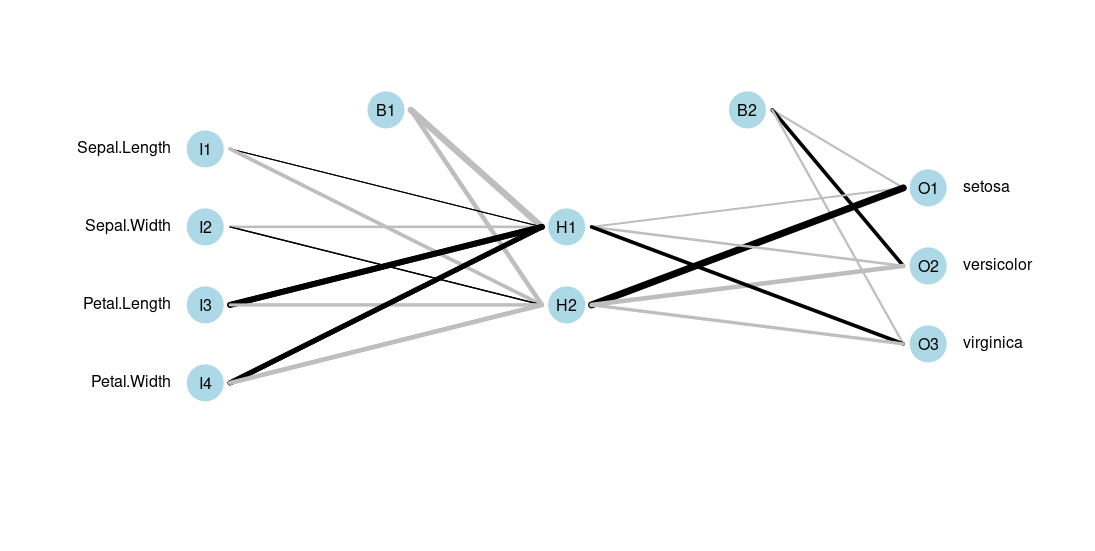 B1
B2
Sepal.Length I1
O1 setosa
Sepal.Width I2
H1
O2 versicolor
Petal.Length I3
H2
O3 virginica
Petal.Width I4